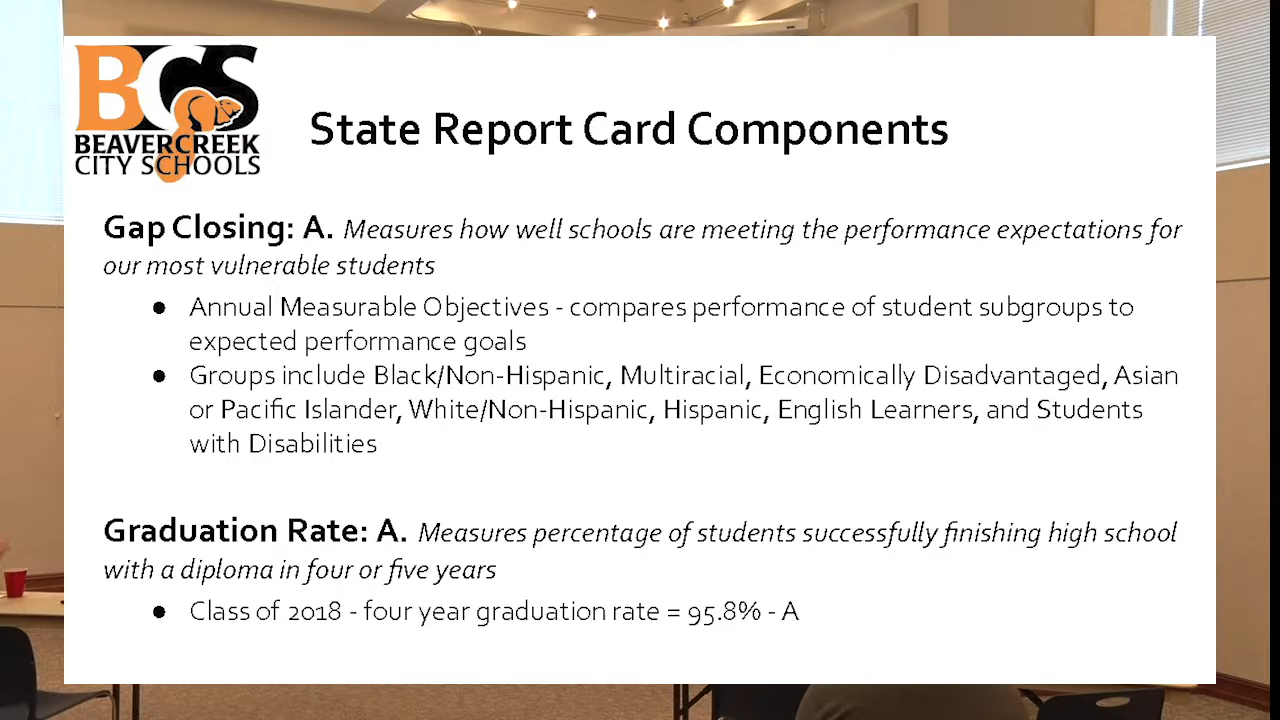 BCS
BEAVERCREEK
CITY SCHOOLS
State Report Card Components
Gap Closing: A. Measures how well schools are meeting the performance expectations for
our most vulnerable students
● Annual Measurable Objectives - compares performance of student subgroups to
expected performance goals
● Groups include Black/Non-Hispanic, Multiracial, Economically Disadvantaged, Asian
or Pacific Islander, White/Non-Hispanic, Hispanic, English Learners, and Students
with Disabilities
Graduation Rate: A. Measures percentage of students successfully finishing high school
with a diploma in four or five years
● Class of 2018 - four year graduation rate = 95.8% - A